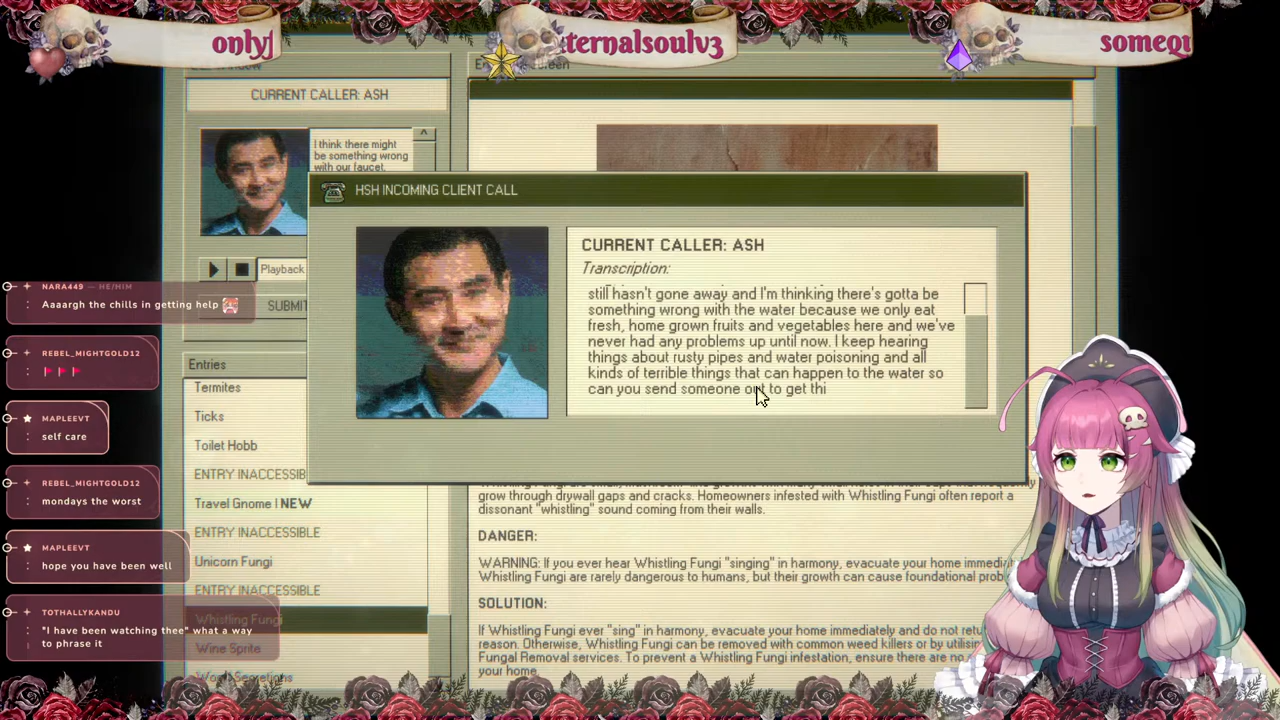 onlyj
ternalsoulv3
someqt
CURRENT CALLER: ASH
I think there might
be something wrong
with our faucet.
HSH INCOMING CLIENT CALL
CURRENT CALLER: ASH
Transcription:
still hasn't gone away and I'm thinking there's gotta be
something wrong with the water because we only eat
fresh, home grown fruits and vegetables here and we've
never had any problems up until now. I keep hearing
things about rusty pipes and water poisoning and all
kinds of terrible things that can happen to the water so
can you send someone out to get thi
Playback
SUBMIT
Entries
Termites
Ticks
Toilet Hobb
ENTRY INACCESSIB
Travel Gnome | NEW
ENTRY INACCESSIBLE
Unicorn Fungi
ENTRY INACCESSIBLE
Whistling Fungi
Wine Sprite
grow through drywall gaps and cracks. Homeowners infested with Whistling Fungi often report a
dissonant "whistling" sound coming from their walls.
DANGER:
WARNING: If you ever hear Whistling Fungi "singing" in harmony, evacuate your home immedi
Whistling Fungi are rarely dangerous to humans, but their growth can cause foundational prob
SOLUTION:
If Whistling Fungi ever "sing" in harmony, evacuate your home immediately and do not retu
reason. Otherwise, Whistling Fungi can be removed with common weed killers or by utilisin
Fungal Removal services. To prevent a Whistling Fungi infestation, ensure there are no
your home.
NARA449 — HE/HIM
Aaaargh the chills in getting help
REBEL_MIGHTGOLD12
MAPLEEVT
self care
REBEL_MIGHTGOLD12
mondays the worst
MAPLEEVT
hope you have been well
TOTHALLYKANDU
"I have been watching thee" what a way
to phrase it